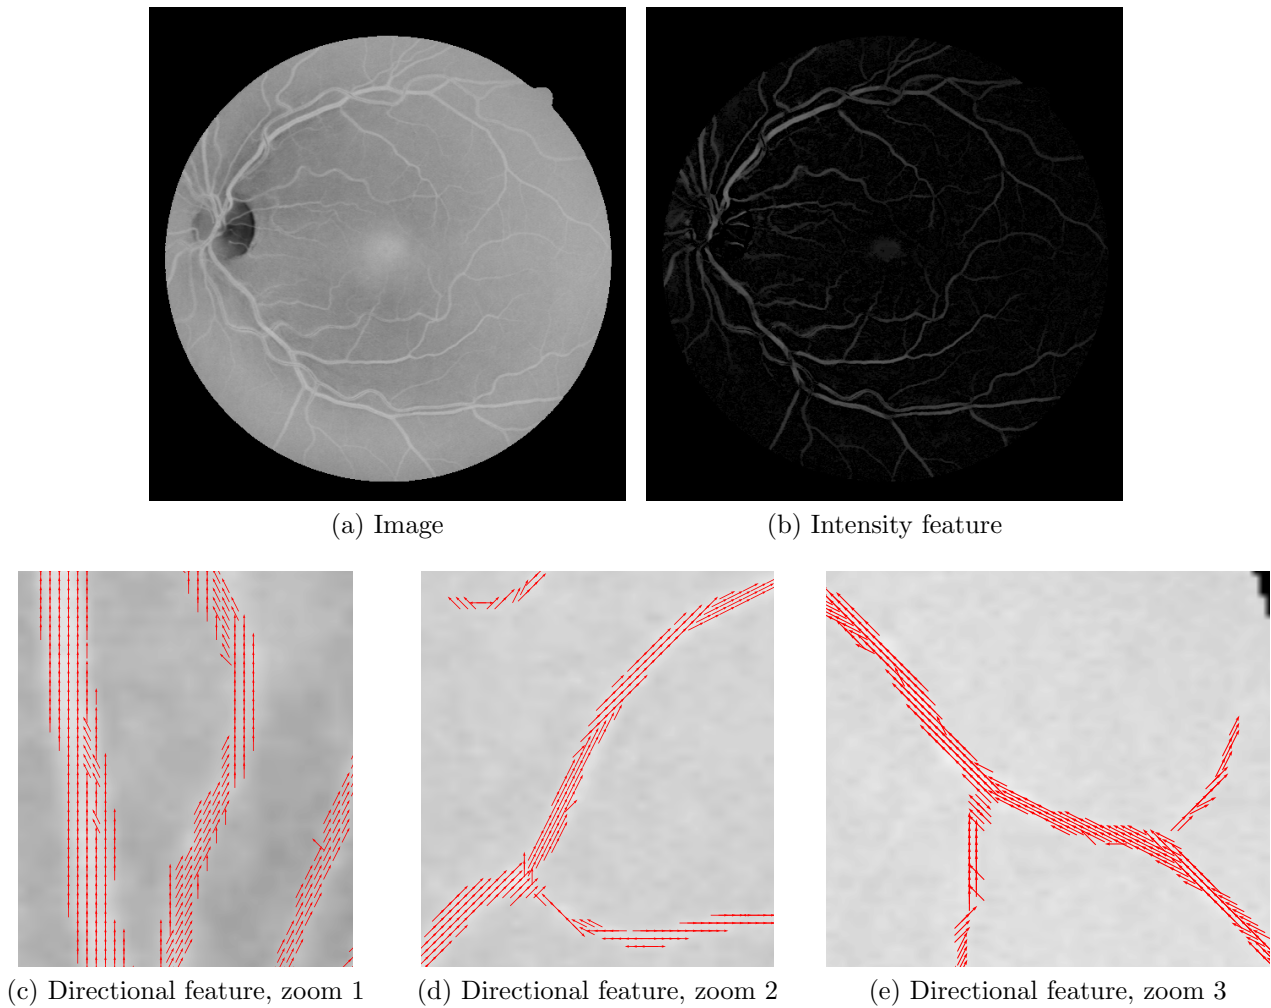 (a) Image
(b) Intensity feature
(c) Directional feature, zoom 1
(d) Directional feature, zoom 2
(e) Directional feature, zoom 3